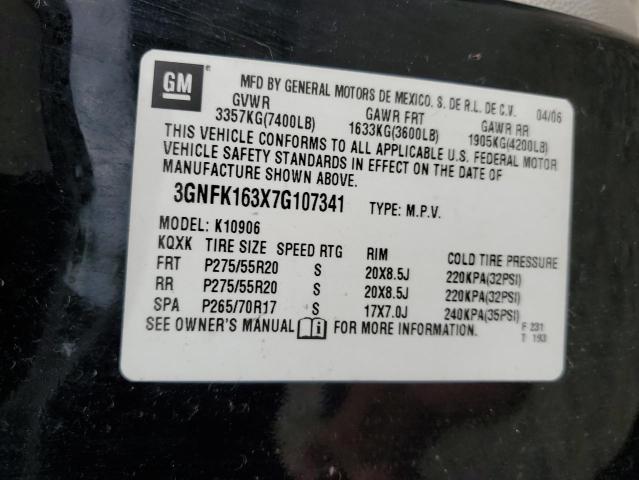 GM
MFD BY GENERAL MOTORS DE MEXICO, S. DE R.L. DE C.V. 04/06
GVWR GAWR FRT GAWR RR
3357KG(7400LB) 1633KG(3600LB) 1905KG(4200LB)
THIS VEHICLE CONFORMS TO ALL APPLICABLE U.S. FEDERAL MOTOR
VEHICLE SAFETY STANDARDS IN EFFECT ON THE DATE OF
MANUFACTURE SHOWN ABOVE.
3GNFK163X7G107341 TYPE: M.P.V.
MODEL: K10906
KQXK TIRE SIZE SPEED RTG RIM COLD TIRE PRESSURE
FRT P275/55R20 S 20X8.5J 220KPA(32PSI)
RR P275/55R20 S 20X8.5J 220KPA(32PSI)
SPA P265/70R17 S 17X7.0J 240KPA(35PSI)
SEE OWNER'S MANUAL FOR MORE INFORMATION.
F 231
T 193